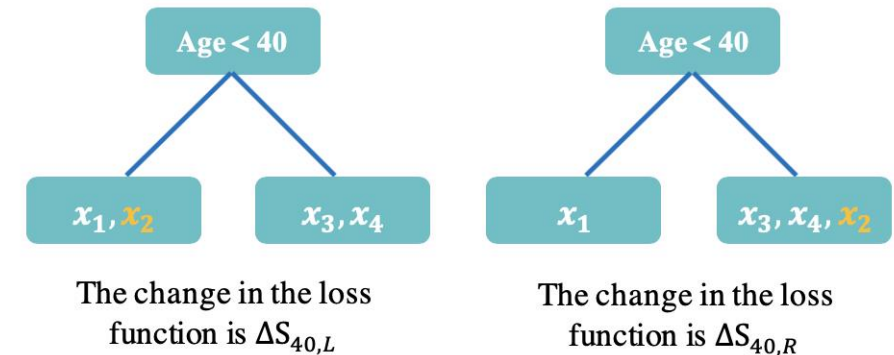 Age < 40
Age < 40
x₁, x₂
x₃, x₄
x₁
x₃, x₄, x₂
The change in the loss
function is ΔS₄₀,L
The change in the loss
function is ΔS₄₀,R